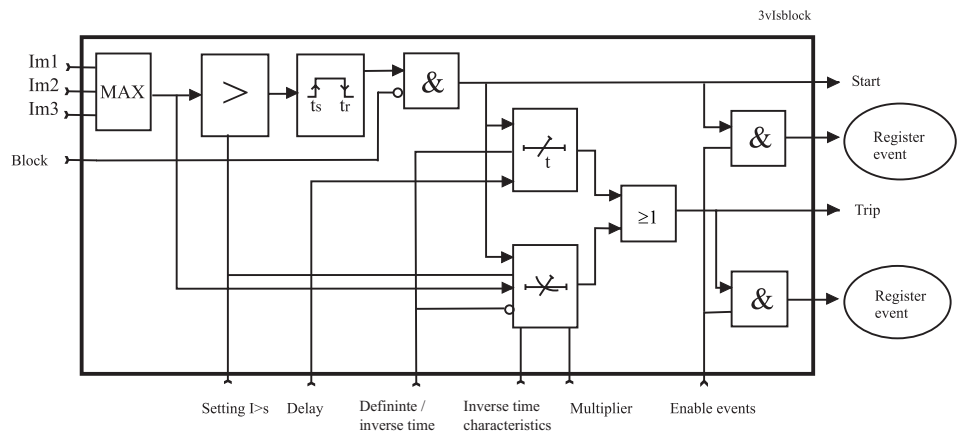 3vIsblock
Im1
Im2
Im3
MAX
>
ts
tr
&
Start
&
Register
event
Block
t
≥1
Trip
&
Register
event
Setting I>s
Delay
Defininte /
inverse time
Inverse time
characteristics
Multiplier
Enable events